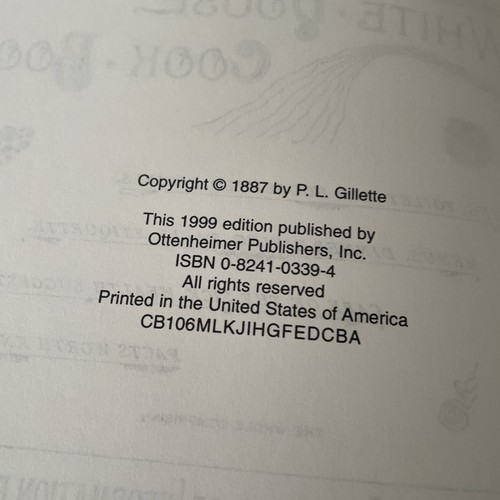 Copyright © 1887 by P. L. Gillette
This 1999 edition published by
Ottenheimer Publishers, Inc.
ISBN 0-8241-0339-4
All rights reserved
Printed in the United States of America
CB106MLKJIHGFEDCBA